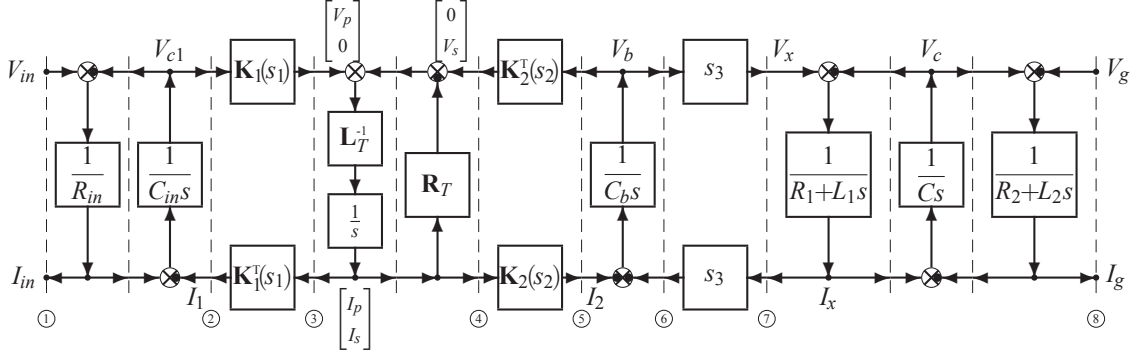 [V_p 0] [0 V_s]
V_in V_c1 K_1(s_1) K_2^T(s_2) V_b s_3 V_x V_c V_g
L_T^-1
1/R_in 1/C_in s R_T 1/C_b s 1/R_1+L_1s 1/Cs 1/R_2+L_2s
1/s
I_in I_1 K_1^T(s_1) K_2(s_2) I_2 s_3 I_x I_g
[I_p I_s]
① ② ③ ④ ⑤ ⑥ ⑦ ⑧